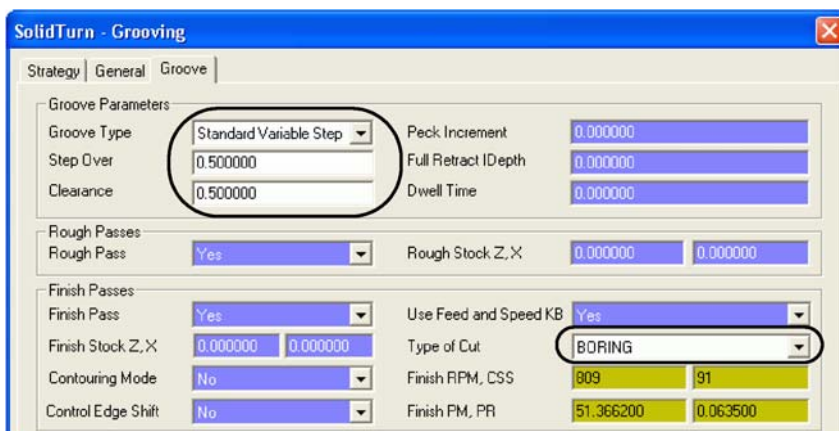 SolidTurn - Grooving
Strategy General Groove
Groove Parameters
Groove Type Standard Variable Step Peck Increment 0.000000
Step Over 0.500000 Full Retract IDepth 0.000000
Clearance 0.500000 Dwell Time 0.000000
Rough Passes
Rough Pass Yes Rough Stock Z, X 0.000000 0.000000
Finish Passes
Finish Pass Yes Use Feed and Speed KB Yes
Finish Stock Z, X 0.000000 0.000000 Type of Cut BORING
Contouring Mode No Finish RPM, CSS 809 91
Control Edge Shift No Finish PM, PR 51.366200 0.063500